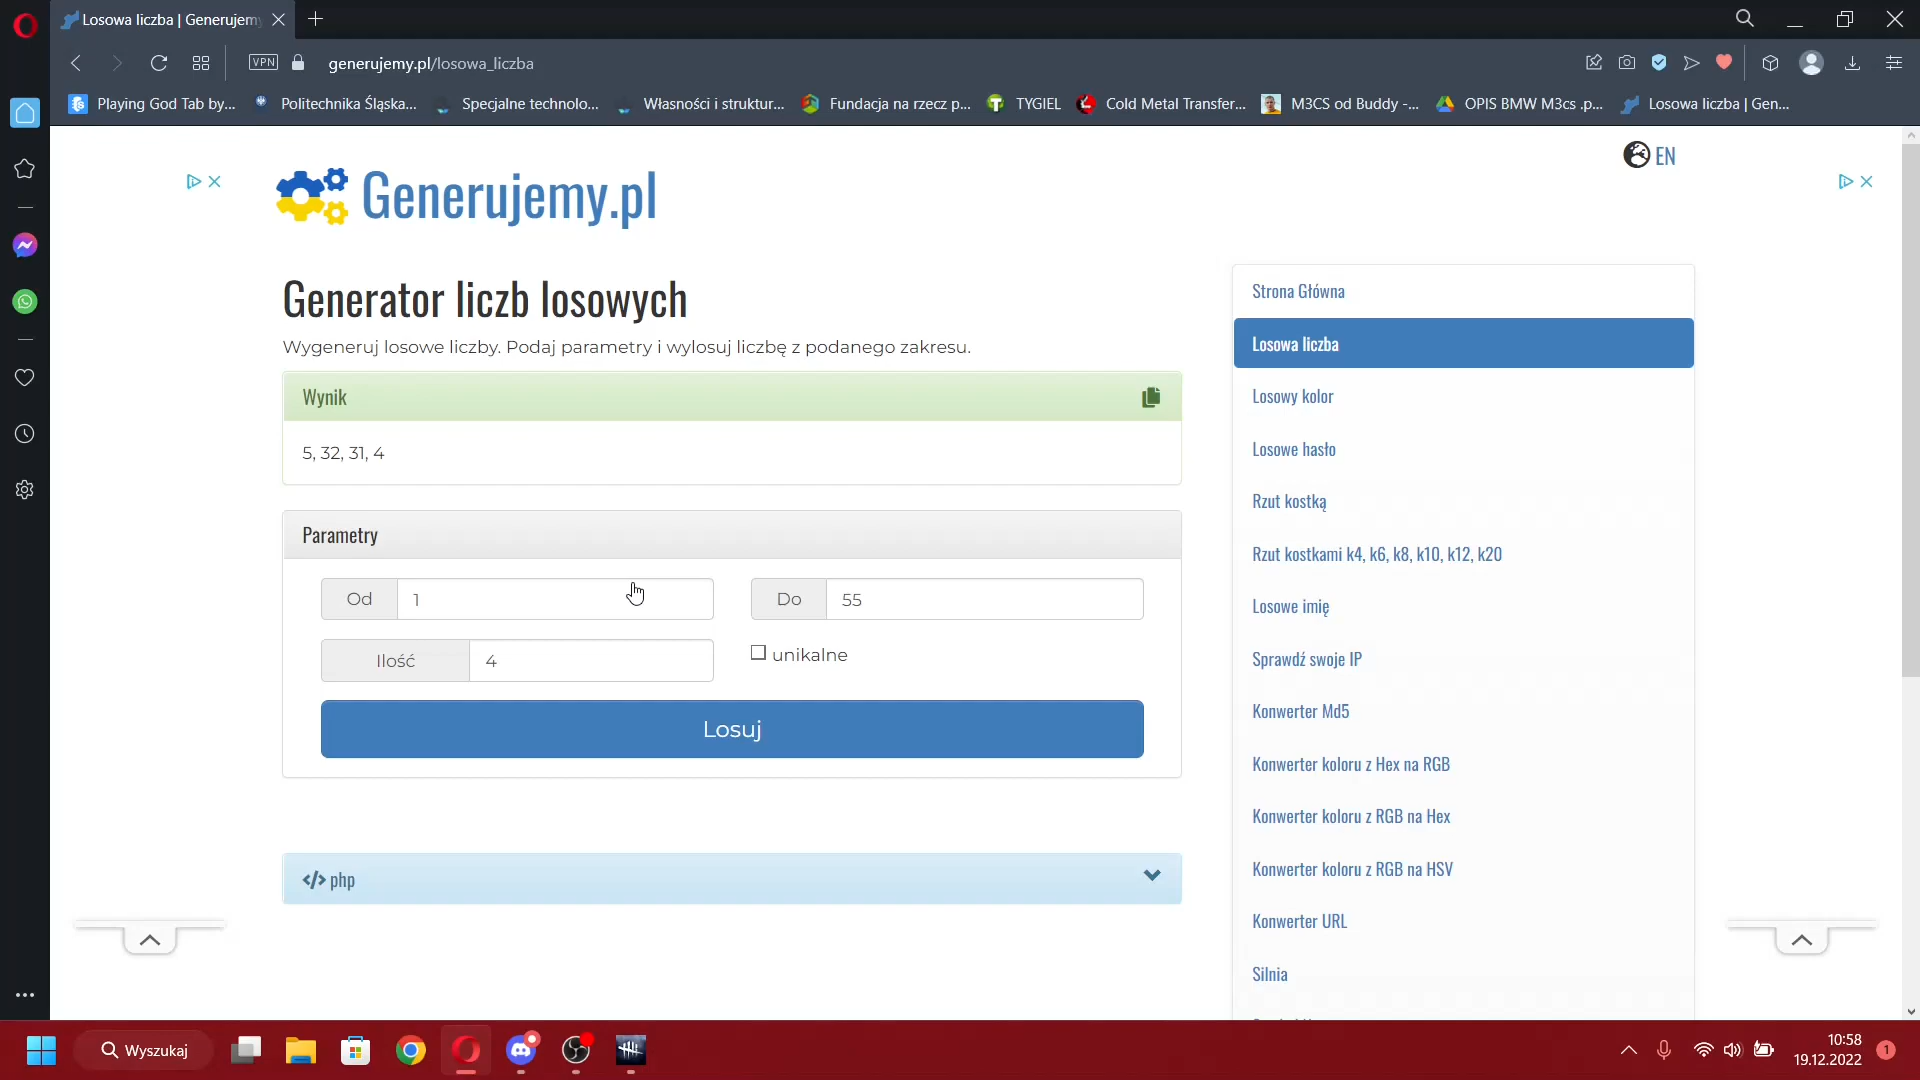 Losowa liczba | Generujemy
VPN
generujemy.pl/losowa_liczba
Playing God Tab by...
Politechnika Śląska...
Specjalne technolo...
Własności i struktur...
Fundacja na rzecz p...
TYGIEL
Cold Metal Transfer...
M3CS od Buddy -...
OPIS BMW M3cs .p...
Losowa liczba | Gen...
EN
Generujemy.pl
Generator liczb losowych
Wygeneruj losowe liczby. Podaj parametry i wylosuj liczbę z podanego zakresu.
Wynik
5, 32, 31, 4
Parametry
Od 1
Do 55
Ilość 4
unikalne
Losuj
</> php
Strona Główna
Losowa liczba
Losowy kolor
Losowe hasło
Rzut kostką
Rzut kostkami k4, k6, k8, k10, k12, k20
Losowe imię
Sprawdź swoje IP
Konwerter Md5
Konwerter koloru z Hex na RGB
Konwerter koloru z RGB na Hex
Konwerter koloru z RGB na HSV
Konwerter URL
Silnia
Wyszukaj
10:58
19.12.2022
1